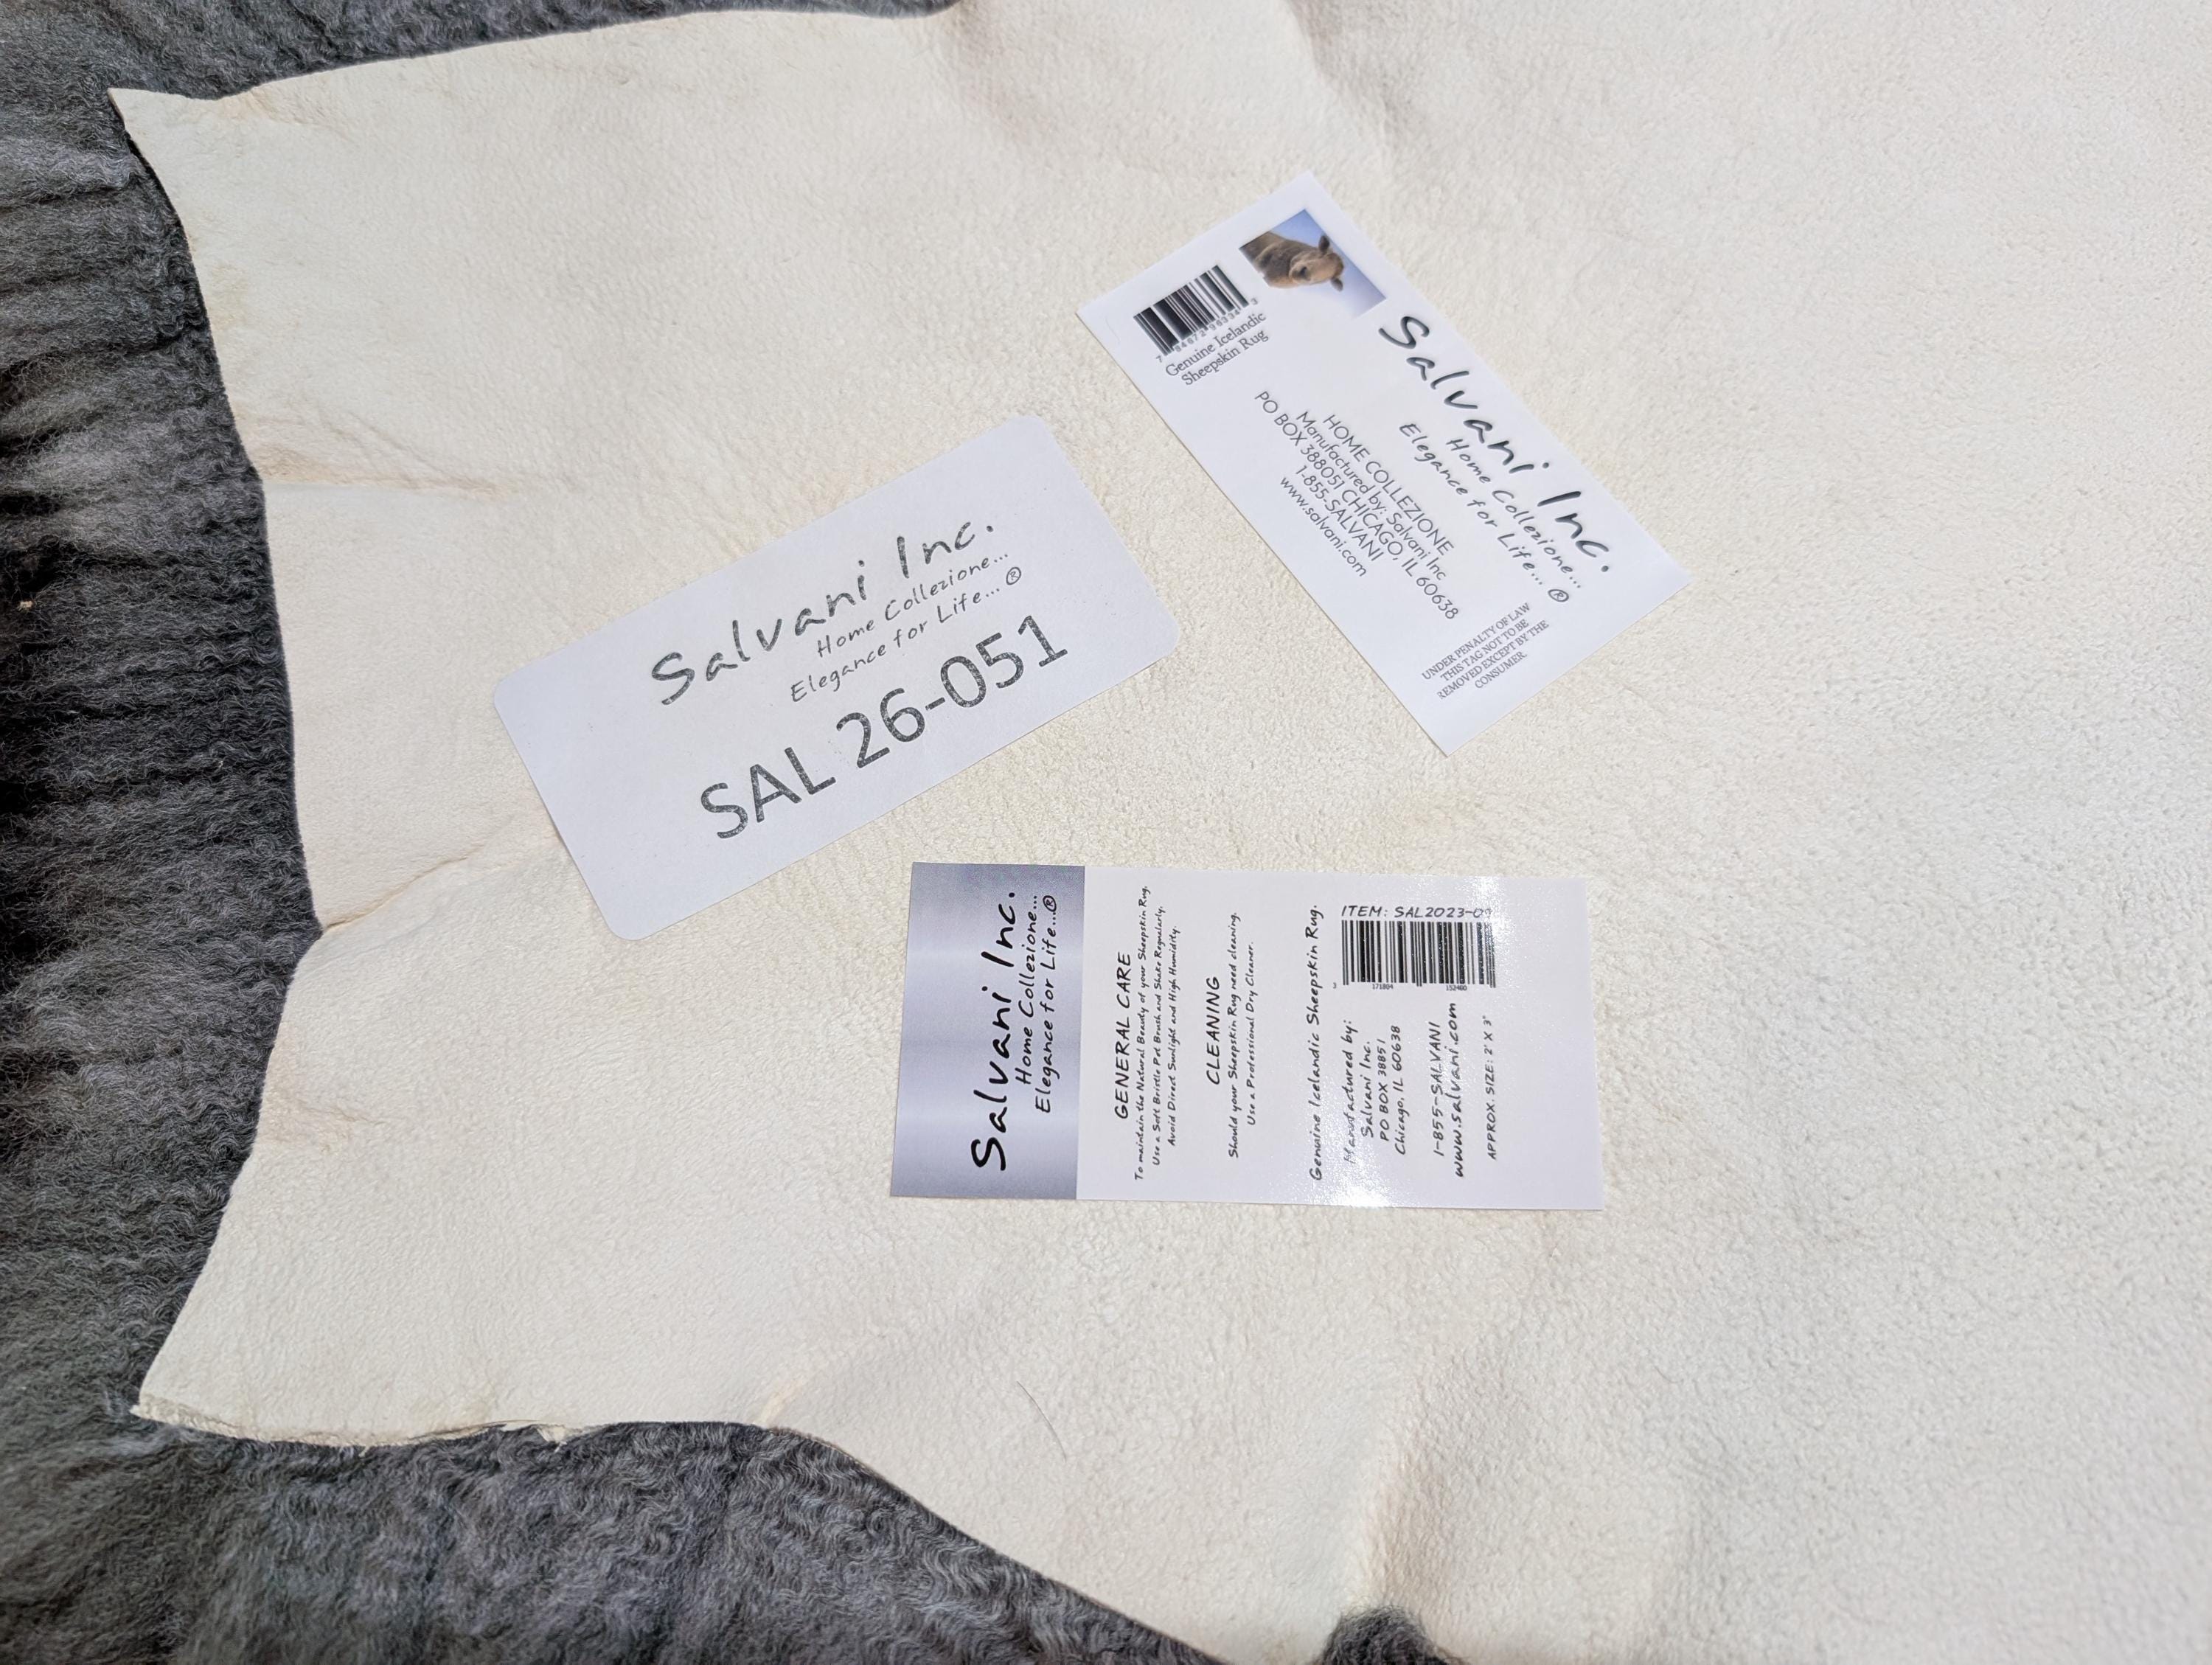 Salvani Inc.
Home Collezione...
Elegance for Life... ®
SAL 26-051
Genuine Icelandic
Sheepskin Rug
Salvani Inc.
Home Collezione...
Elegance for Life... ®
HOME COLLEZIONE
Manufactured by: Salvani Inc
PO BOX 388051 CHICAGO, IL 60638
1-855-SALVANI
www.salvani.com
UNDER PENALTY OF LAW
THIS TAG NOT TO BE
REMOVED EXCEPT BY THE
CONSUMER.
Salvani Inc.
Home Collezione...
Elegance for Life...®
GENERAL CARE
To maintain the Natural Beauty of your Sheepskin Rug.
Use a Soft Bristle Pet Brush and Shake Regularly.
Avoid Direct Sunlight and High Humidity.
CLEANING
Should your Sheepskin Rug need cleaning.
Use a Professional Dry Cleaner.
Genuine Icelandic Sheepskin Rug.
Manufactured by:
Salvani Inc.
PO BOX 38851
Chicago, IL 60638
1-855-SALVANI
www.salvani.com
APPROX. SIZE: 2' X 3'
ITEM:
171804 152460